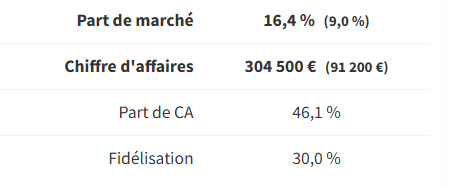 Part de marché 16,4 % (9,0 %)
Chiffre d'affaires 304 500 € (91 200 €)
Part de CA 46,1 %
Fidélisation 30,0 %